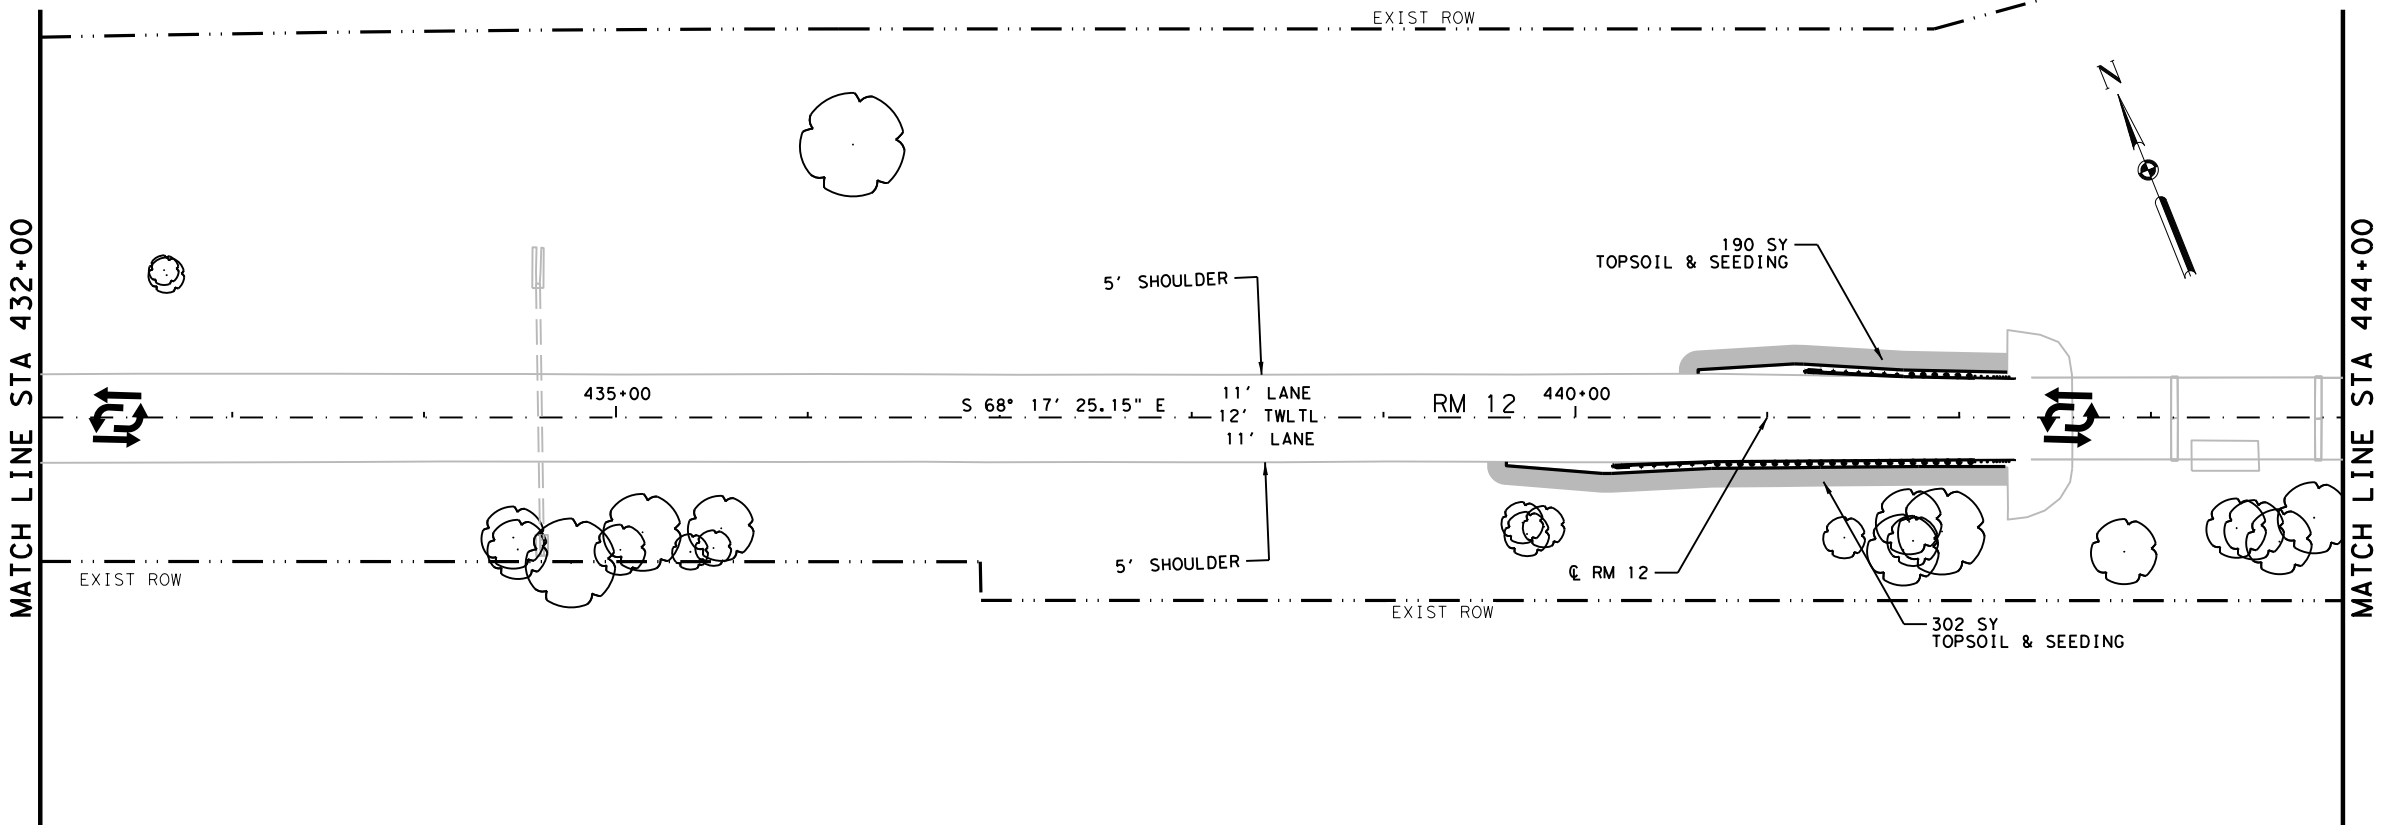 EXIST ROW
N
MATCH LINE STA 432+00
MATCH LINE STA 444+00
190 SY
TOPSOIL & SEEDING
5' SHOULDER
435+00
S 68° 17' 25.15" E
11' LANE
12' TWLTL
11' LANE
RM 12
440+00
5' SHOULDER
℄ RM 12
EXIST ROW
EXIST ROW
302 SY
TOPSOIL & SEEDING